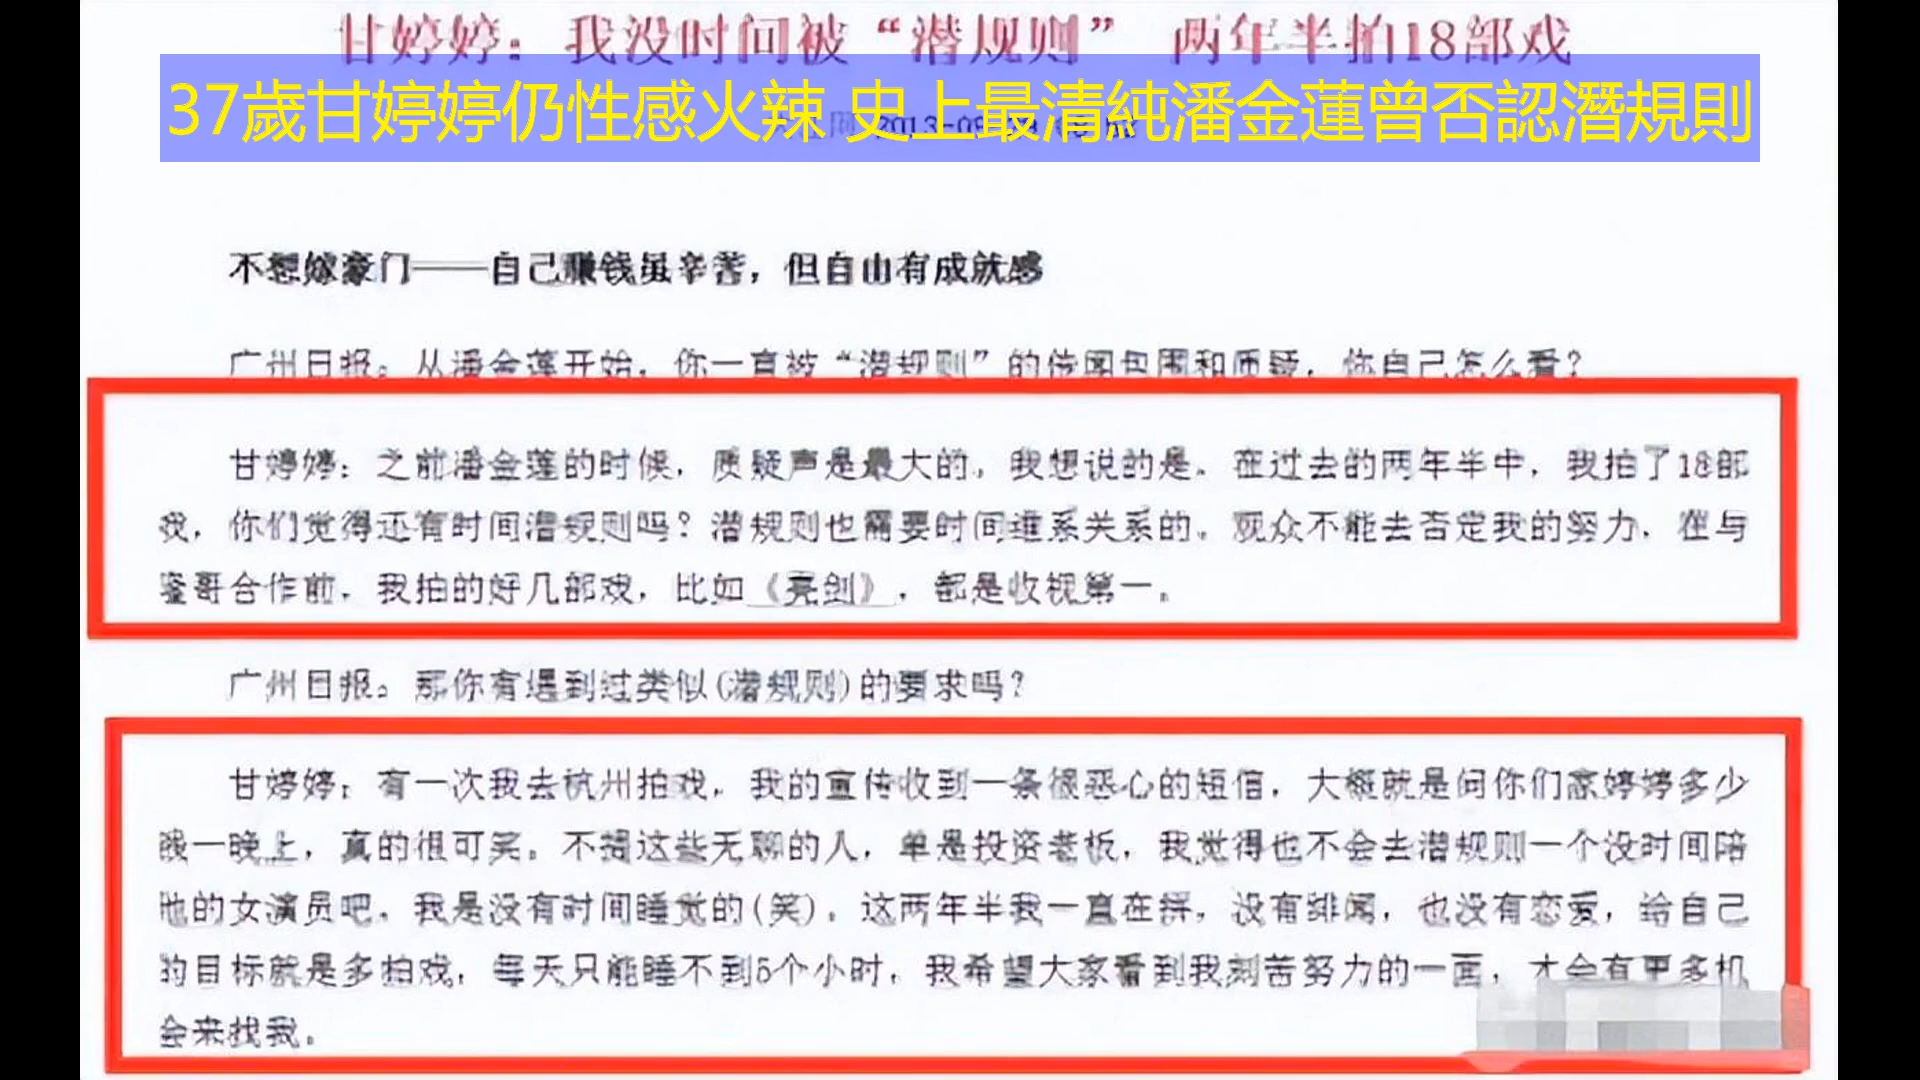 甘婷婷：我没时间被“潜规则” 两年半拍18部戏
37歲甘婷婷仍性感火辣 史上最清純潘金蓮曾否認潛規則
不想嫁豪门——自己赚钱虽辛苦，但自由有成就感
广州日报：从潘金莲开始，你一直被“潜规则”的传闻包围和质疑，你自己怎么看？
甘婷婷：之前潘金莲的时候，质疑声是最大的。我想说的是，在过去的两年半中，我拍了18部
戏，你们觉得还有时间潜规则吗？潜规则也需要时间维系关系的。观众不能去否定我的努力，在与
鉴哥合作前，我拍的好几部戏，比如《亮剑》，都是收视第一。
广州日报：那你有遇到过类似(潜规则)的要求吗？
甘婷婷：有一次我去杭州拍戏，我的宣传收到一条很恶心的短信，大概就是问你们家婷婷多少
钱一晚上，真的很可笑。不提这些无聊的人，单是投资老板，我觉得也不会去潜规则一个没时间陪
他的女演员吧，我是没有时间睡觉的(笑)。这两年半我一直在拼，没有绯闻，也没有恋爱，给自己
的目标就是多拍戏，每天只能睡不到5个小时，我希望大家看到我刻苦努力的一面，才会有更多机
会来找我。